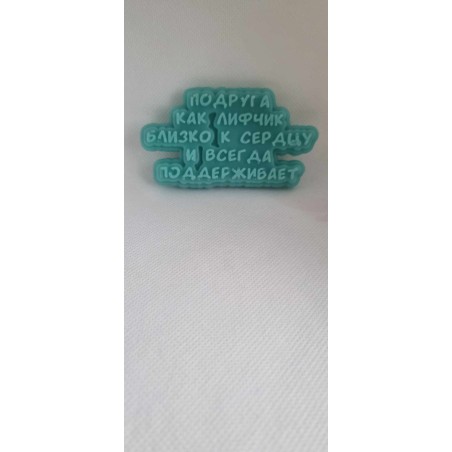 ПОДРУГА
КАК ЛИФЧИК
БЛИЗКО К СЕРДЦУ
И ВСЕГДА
ПОДДЕРЖИВАЕТ